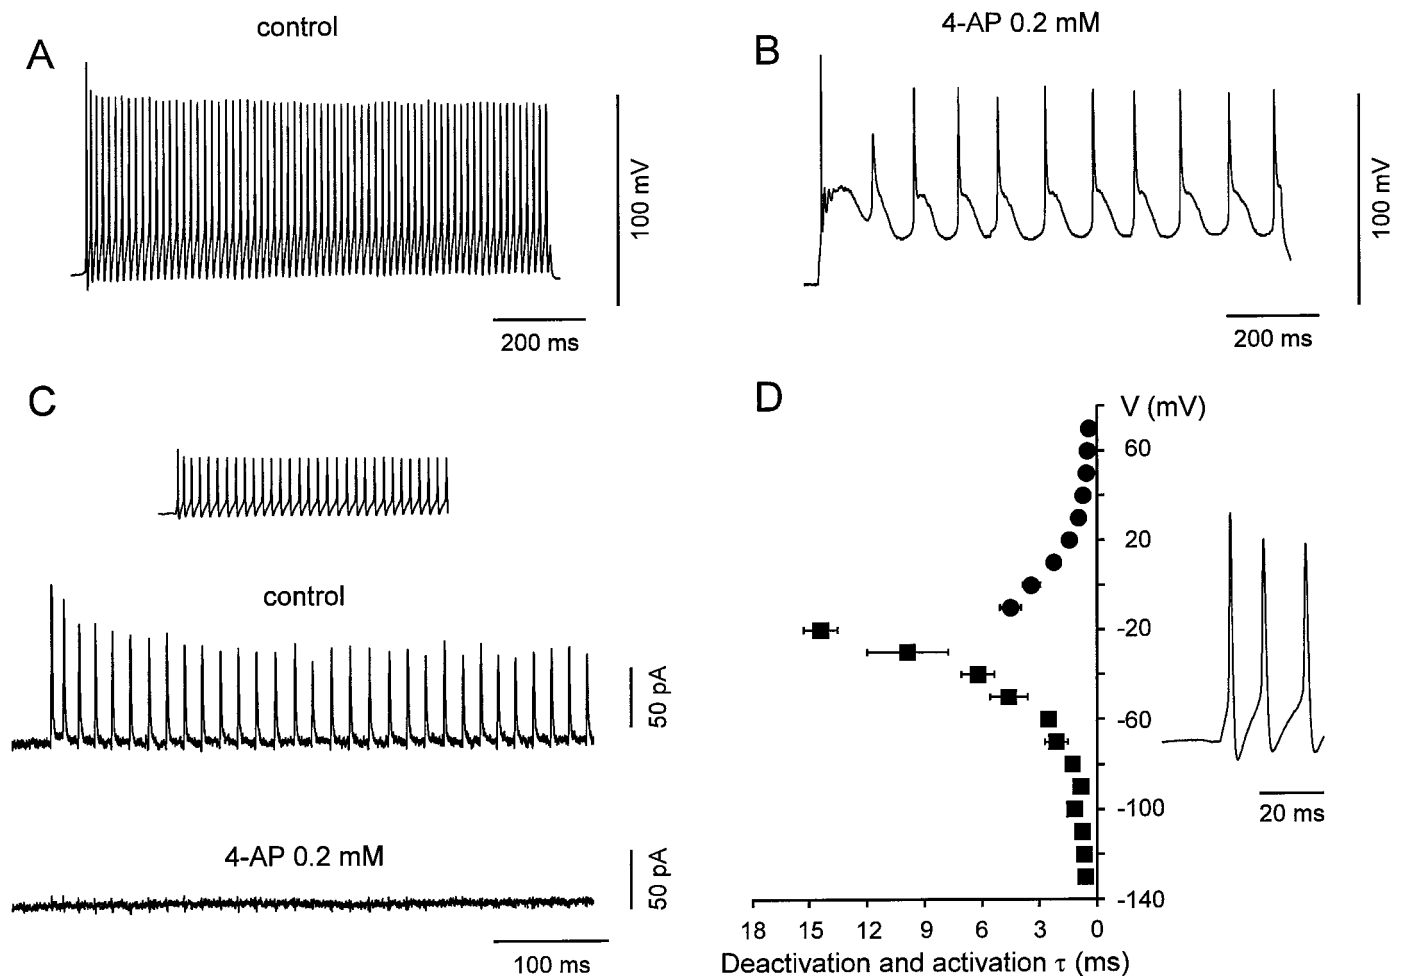 control
4-AP 0.2 mM
A
B
100 mV
100 mV
200 ms
200 ms
C
D
V (mV)
60
20
-20
-60
-100
-140
control
50 pA
4-AP 0.2 mM
50 pA
100 ms
20 ms
18 15 12 9 6 3 0
Deactivation and activation τ (ms)